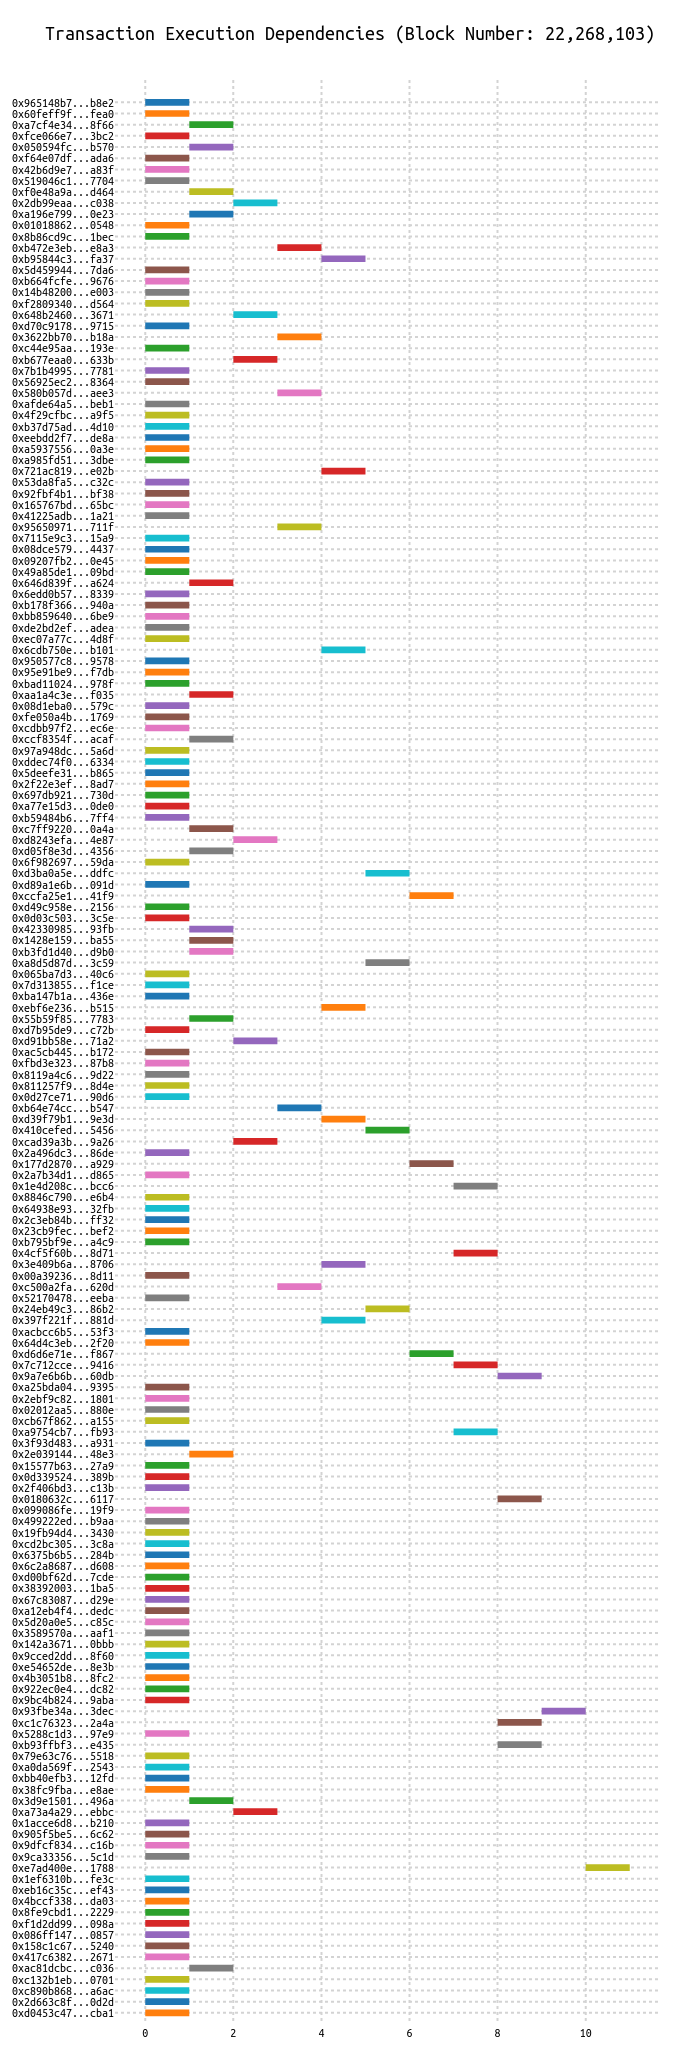 Transaction Execution Dependencies (Block Number: 22,268,103)
0x965148b7...b8e2
0x60feff9f...fea0
0xa7cf4e34...8f66
0xfce066e7...3bc2
0x050594fc...b570
0xf64e07df...ada6
0x42b6d9e7...a83f
0x519046c1...7704
0xf0e48a9a...d464
0x2db99eaa...c038
0xa196e799...0e23
0x01018862...0548
0x8b86cd9c...1bec
0xb472e3eb...e8a3
0xb95844c3...fa37
0x5d459944...7da6
0xb664fcfe...9676
0x14b48200...e003
0xf2809340...d564
0x648b2460...3671
0xd70c9178...9715
0x3622bb70...b18a
0xc44e95aa...193e
0xb677eaa0...633b
0x7b1b4995...7781
0x56925ec2...8364
0x580b057d...aee3
0xafde64a5...beb1
0x4f29cfbc...a9f5
0xb37d75ad...4d10
0xeebdd2f7...de8a
0xa5937556...0a3e
0xa985fd51...3dbe
0x721ac819...e02b
0x53da8fa5...c32c
0x92fbf4b1...bf38
0x165767bd...65bc
0x41225adb...1a21
0x95650971...711f
0x7115e9c3...15a9
0x08dce579...4437
0x09207fb2...0e45
0x49a85de1...09bd
0x646d839f...a624
0x6edd0b57...8339
0xb178f366...940a
0xbb859640...6be9
0xde2bd2ef...adea
0xec07a77c...4d8f
0x6cdb750e...b101
0x950577c8...9578
0x95e91be9...f7db
0xbad11024...978f
0xaa1a4c3e...f035
0x08d1eba0...579c
0xfe050a4b...1769
0xcdbb97f2...ec6e
0xccf8354f...acaf
0x97a948dc...5a6d
0xddec74f0...6334
0x5deefe31...b865
0x2f22e3ef...8ad7
0x697db921...730d
0xa77e15d3...0de0
0xb59484b6...7ff4
0xc7ff9220...0a4a
0xd8243efa...4e87
0xd05f8e3d...4356
0x6f982697...59da
0xd3ba0a5e...ddfc
0xd89a1e6b...091d
0xccfa25e1...41f9
0xd49c958e...2156
0x0d03c503...3c5e
0x42330985...93fb
0x1428e159...ba55
0xb3fd1d40...d9b0
0xa8d5d87d...3c59
0x065ba7d3...40c6
0x7d313855...f1ce
0xba147b1a...436e
0xebf6e236...b515
0x55b59f85...7783
0xd7b95de9...c72b
0xd91bb58e...71a2
0xac5cb445...b172
0xfbd3e323...87b8
0x8119a4c6...9d22
0x811257f9...8d4e
0x0d27ce71...90d6
0xb64e74cc...b547
0xd39f79b1...9e3d
0x410cefed...5456
0xcad39a3b...9a26
0x2a496dc3...86de
0x177d2870...a929
0x2a7b34d1...d865
0x1e4d208c...bcc6
0x8846c790...e6b4
0x64938e93...32fb
0x2c3eb84b...ff32
0x23cb9fec...bef2
0xb795bf9e...a4c9
0x4cf5f60b...8d71
0x3e409b6a...8706
0x00a39236...8d11
0xc500a2fa...620d
0x52170478...eeba
0x24eb49c3...86b2
0x397f221f...881d
0xacbcc6b5...53f3
0x64d4c3eb...2f20
0xd6d6e71e...f867
0x7c712cce...9416
0x9a7e6b6b...60db
0xa25bda04...9395
0x2ebf9c82...1801
0x02012aa5...880e
0xcb67f862...a155
0xa9754cb7...fb93
0x3f93d483...a931
0x2e039144...48e3
0x15577b63...27a9
0x0d339524...389b
0x2f406bd3...c13b
0x0180632c...6117
0x099086fe...19f9
0x499222ed...b9aa
0x19fb94d4...3430
0xcd2bc305...3c8a
0x6375b6b5...284b
0x6c2a8687...d608
0xd00bf62d...7cde
0x38392003...1ba5
0x67c83087...d29e
0xa12eb4f4...dedc
0x5d20a0e5...c85c
0x3589570a...aaf1
0x142a3671...0bbb
0x9cced2dd...8f60
0xe54652de...8e3b
0x4b3051b8...8fc2
0x922ec0e4...dc82
0x9bc4b824...9aba
0x93fbe34a...3dec
0xc1c76323...2a4a
0x5288c1d3...97e9
0xb93ffbf3...e435
0x79e63c76...5518
0xa0da569f...2543
0xbb40efb3...12fd
0x38fc9fba...e8ae
0x3d9e1501...496a
0xa73a4a29...ebbc
0x1acce6d8...b210
0x905f5be5...6c62
0x9dfcf834...c16b
0x9ca33356...5c1d
0xe7ad400e...1788
0x1ef6310b...fe3c
0xeb16c35c...ef43
0x4bccf338...da03
0x8fe9cbd1...2229
0xf1d2dd99...098a
0x086ff147...0857
0x158c1c67...5240
0x417c6382...2671
0xac81dcbc...c036
0xc132b1eb...0701
0xc890b868...a6ac
0x2d663c8f...0d2d
0xd0453c47...cba1
0 2 4 6 8 10